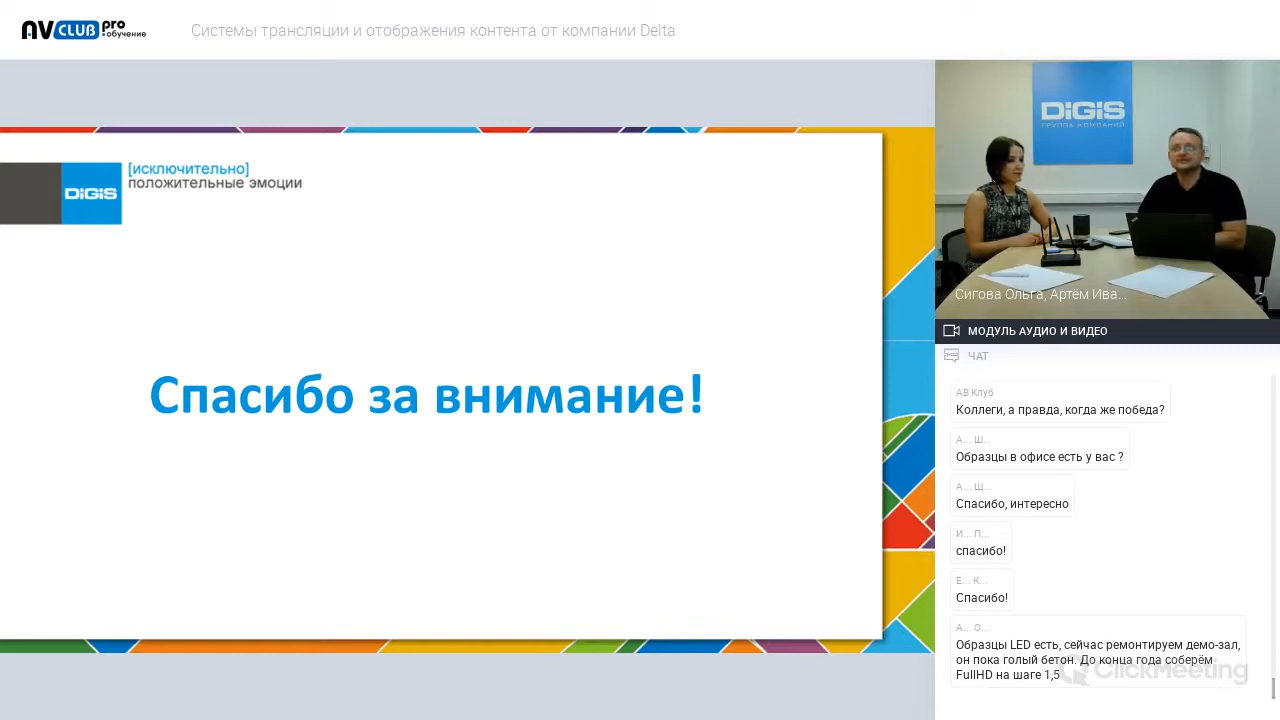 AVCLUB pro
обучение
Системы трансляции и отображения контента от компании Delta
DIGIS
[исключительно]
положительные эмоции
Спасибо за внимание!
DIGIS
ГРУППА КОМПАНИЙ
Сигова Ольга, Артём Ива...
МОДУЛЬ АУДИО И ВИДЕО
ЧАТ
АВ Клуб
Коллеги, а правда, когда же победа?
А... Ш...
Образцы в офисе есть у вас ?
А... Щ...
Спасибо, интересно
И... П...
спасибо!
Е... К...
Спасибо!
А... О...
Образцы LED есть, сейчас ремонтируем демо-зал,
он пока голый бетон. До конца года соберём
FullHD на шаге 1,5
ClickMeeting